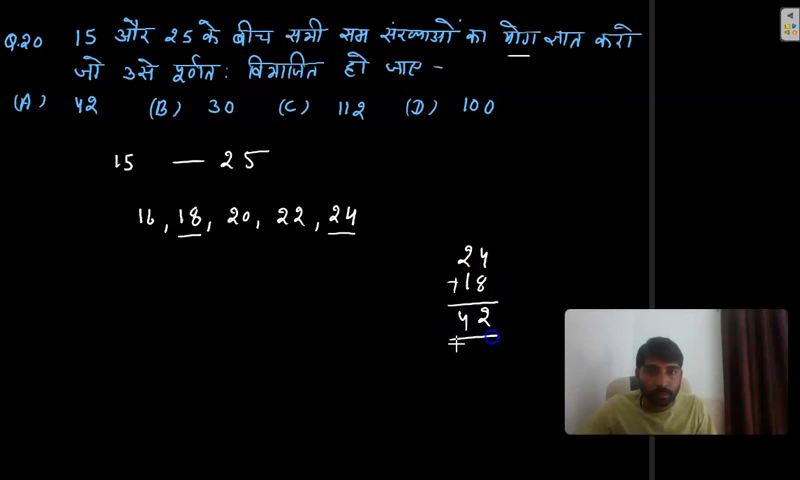 Q.20 15 और 25 के बीच सभी सम संख्याओं का योग ज्ञात करो
जो 3 से पूर्णत: विभाजित हो जाए -
(A) 42 (B) 30 (C) 112 (D) 100
15 — 25
16, 18, 20, 22, 24
24
+18
42
+